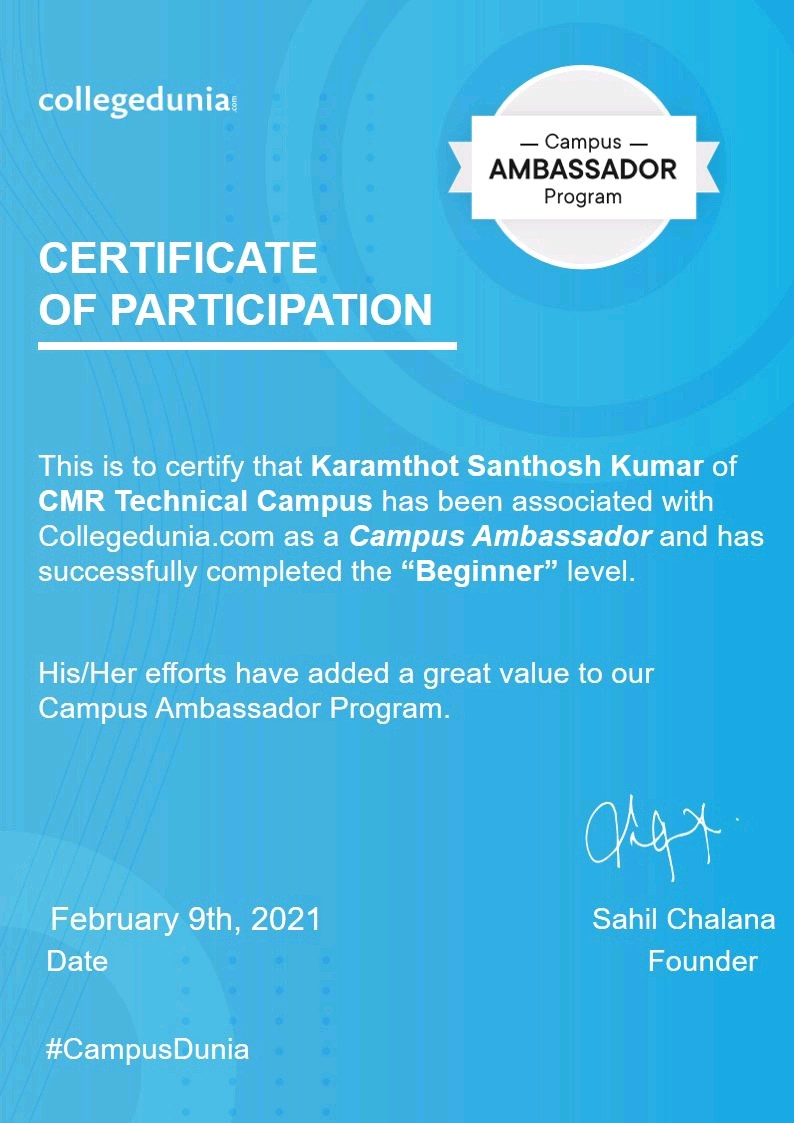 collegedunia.com
— Campus —
AMBASSADOR
Program
CERTIFICATE
OF PARTICIPATION
This is to certify that Karamthot Santhosh Kumar of
CMR Technical Campus has been associated with
Collegedunia.com as a Campus Ambassador and has
successfully completed the “Beginner” level.
His/Her efforts have added a great value to our
Campus Ambassador Program.
February 9th, 2021
Date
Sahil Chalana
Founder
#CampusDunia